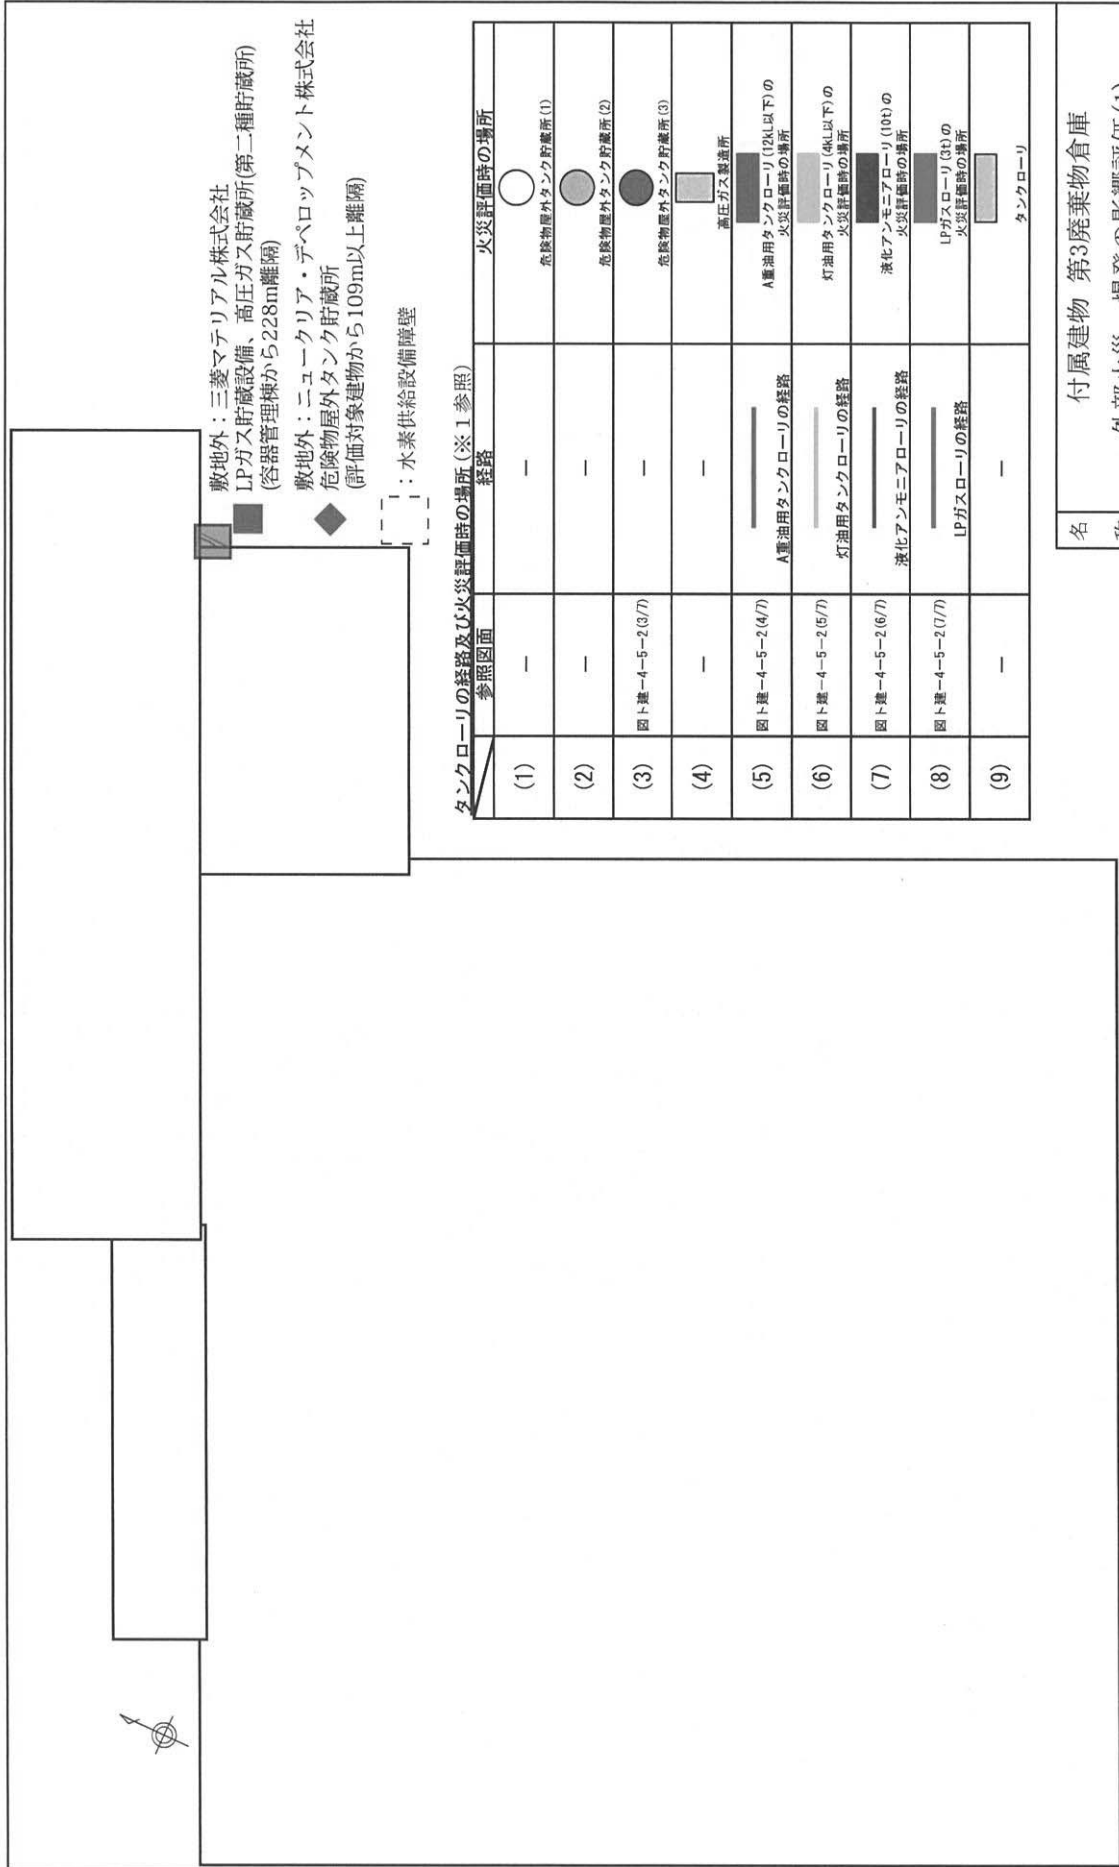 敷地外：三菱マテリアル株式会社
LPガス貯蔵設備、高圧ガス貯蔵所(第二種貯蔵所)
(容器管理棟から228m離隔)
敷地外：ニュークリア・デベロップメント株式会社
危険物屋外タンク貯蔵所
(評価対象建物から109m以上離隔)
：水素供給設備障壁
タンクローリの経路及び火災評価時の場所(※1参照)
参照図面 経路 火災評価時の場所
(1) － － 危険物屋外タンク貯蔵所(1)
(2) － － 危険物屋外タンク貯蔵所(2)
(3) 図ト建－4－5－2(3/7) － 危険物屋外タンク貯蔵所(3)
(4) － － 高圧ガス製造所
(5) 図ト建－4－5－2(4/7) A重油用タンクローリの経路 A重油用タンクローリ(12kL以下)の
火災評価時の場所
(6) 図ト建－4－5－2(5/7) 灯油用タンクローリの経路 灯油用タンクローリ(4kL以下)の
火災評価時の場所
(7) 図ト建－4－5－2(6/7) 液化アンモニアローリの経路 液化アンモニアローリ(10t)の
火災評価時の場所
(8) 図ト建－4－5－2(7/7) LPガスローリの経路 LPガスローリ(3t)の
火災評価時の場所
(9) － － タンクローリ
名 付属建物 第3廃棄物倉庫